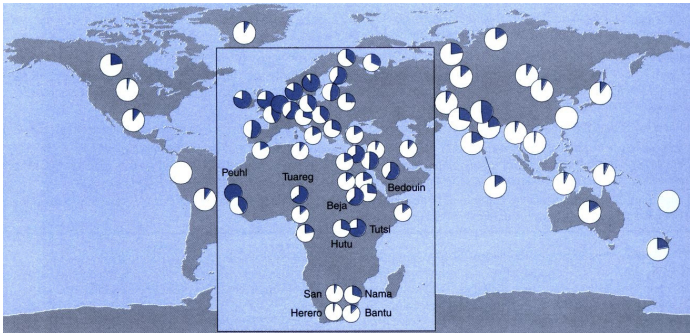 Peuhl
Tuareg
Bedouin
Beja
Tutsi
Hutu
San
Nama
Herero
Bantu